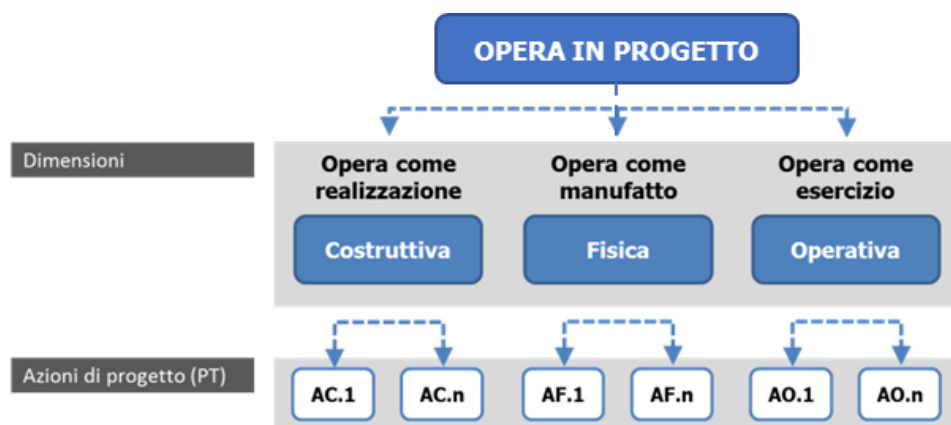 OPERA IN PROGETTO
Dimensioni
Opera come realizzazione
Opera come manufatto
Opera come esercizio
Costruttiva
Fisica
Operativa
Azioni di progetto (PT)
AC.1
AC.n
AF.1
AF.n
AO.1
AO.n